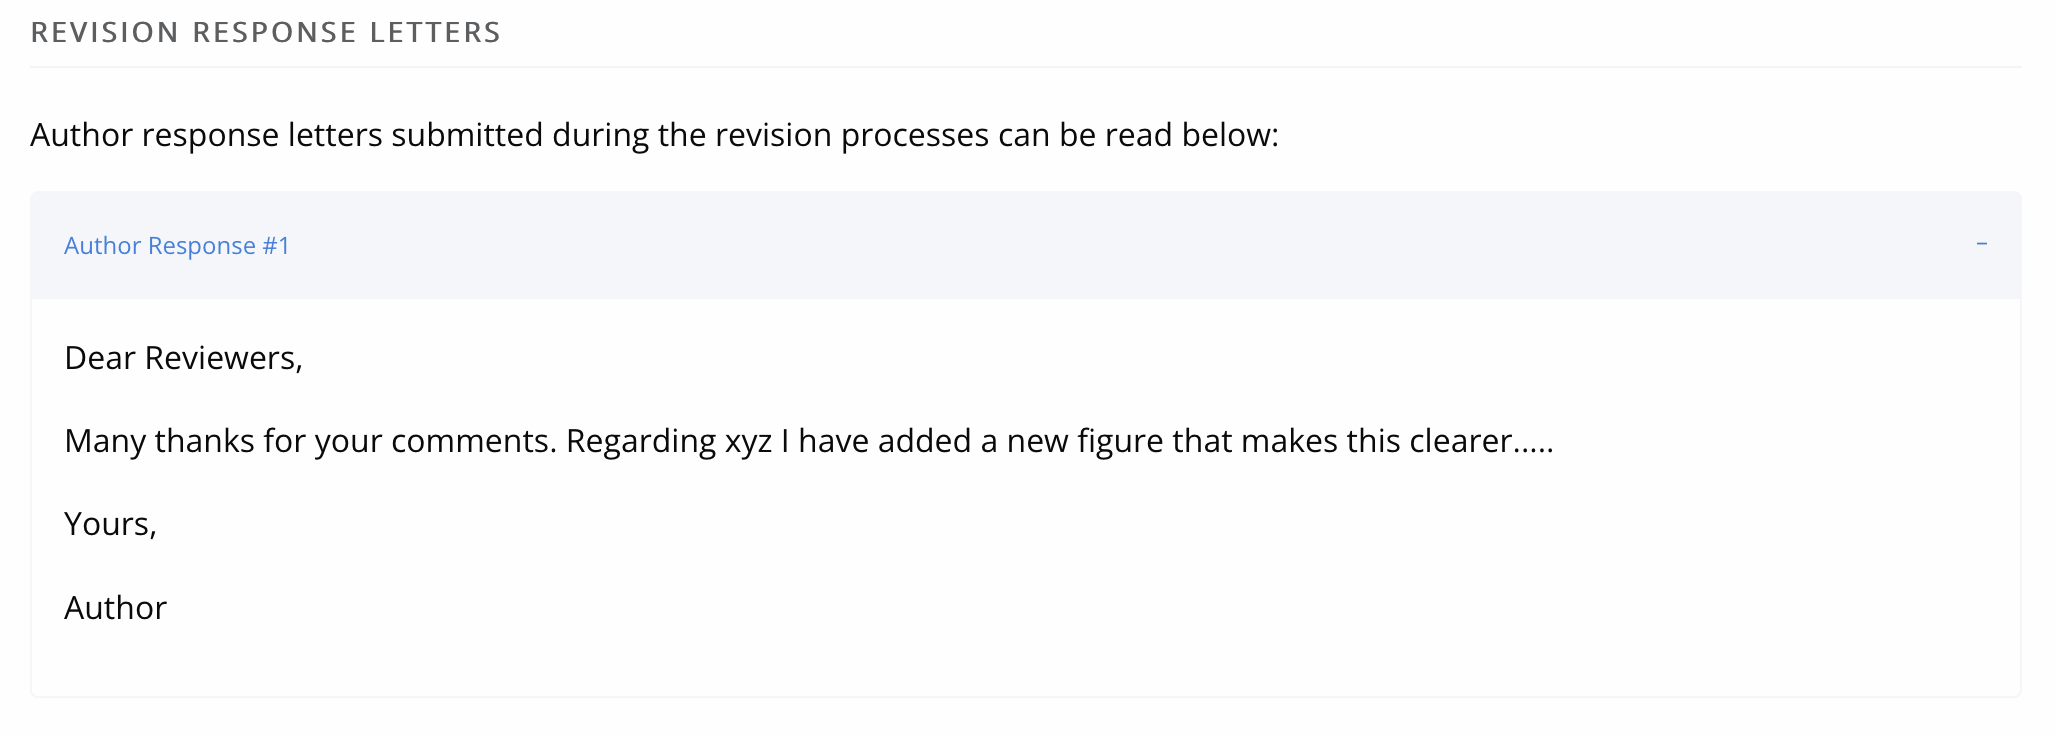 REVISION RESPONSE LETTERS
Author response letters submitted during the revision processes can be read below:
Author Response #1
–
Dear Reviewers,
Many thanks for your comments. Regarding xyz I have added a new figure that makes this clearer.....
Yours,
Author